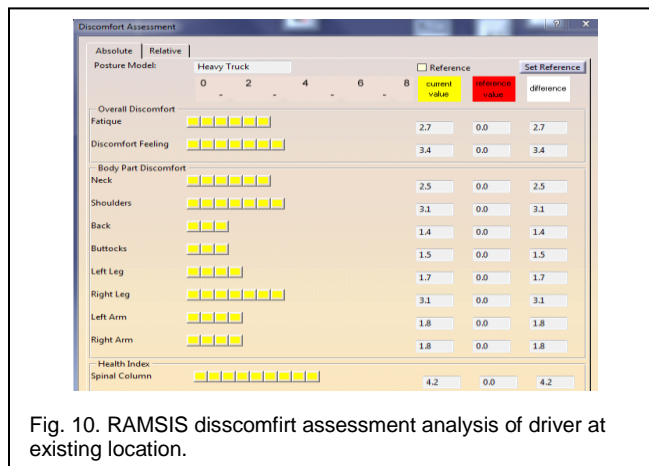 Discomfort Assessment
? X
Absolute Relative
Posture Model: Heavy Truck Reference Set Reference
0 - 2 - 4 - 6 - 8 current value reference value difference
Overall Discomfort
Fatique 2.7 0.0 2.7
Discomfort Feeling 3.4 0.0 3.4
Body Part Discomfort
Neck 2.5 0.0 2.5
Shoulders 3.1 0.0 3.1
Back 1.4 0.0 1.4
Buttocks 1.5 0.0 1.5
Left Leg 1.7 0.0 1.7
Right Leg 3.1 0.0 3.1
Left Arm 1.8 0.0 1.8
Right Arm 1.8 0.0 1.8
Health Index
Spinal Column 4.2 0.0 4.2
Fig. 10. RAMSIS disscomfirt assessment analysis of driver at
existing location.